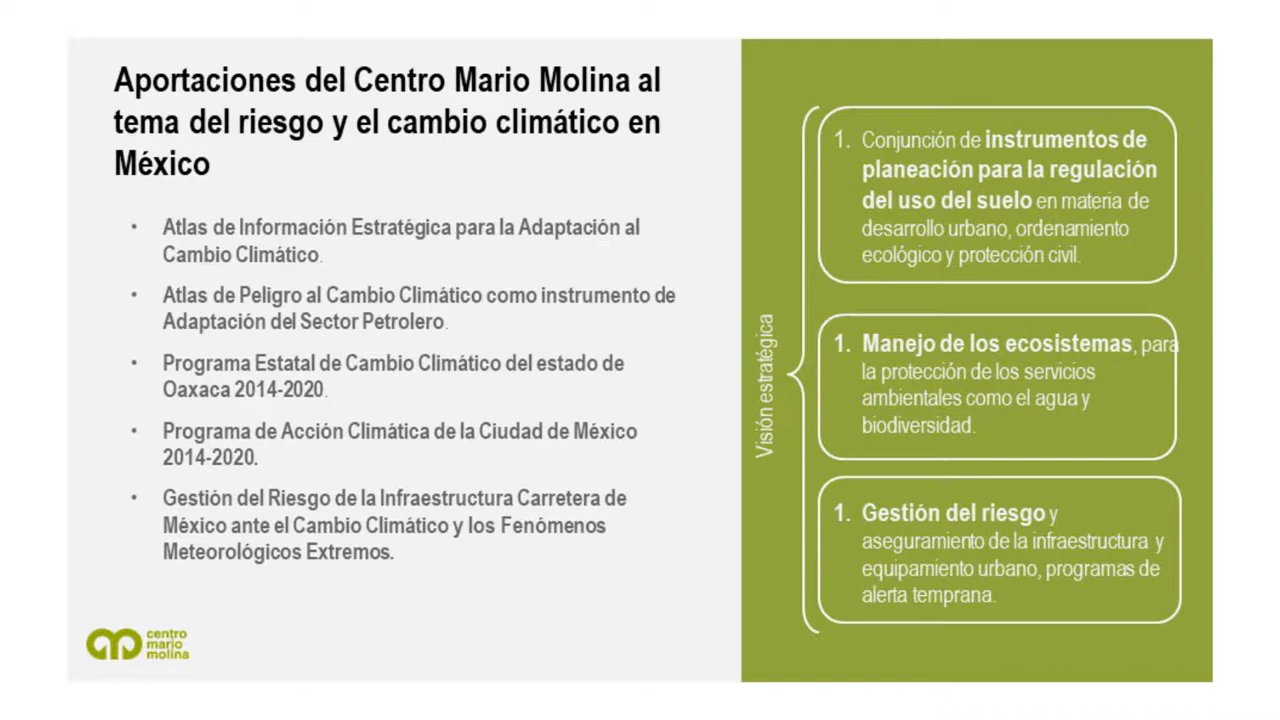 Aportaciones del Centro Mario Molina al
tema del riesgo y el cambio climático en
México
• Atlas de Información Estratégica para la Adaptación al
Cambio Climático.
• Atlas de Peligro al Cambio Climático como instrumento de
Adaptación del Sector Petrolero.
• Programa Estatal de Cambio Climático del estado de
Oaxaca 2014-2020.
• Programa de Acción Climática de la Ciudad de México
2014-2020.
• Gestión del Riesgo de la Infraestructura Carretera de
México ante el Cambio Climático y los Fenómenos
Meteorológicos Extremos.
centro
mario
molina
Visión estratégica
1. Conjunción de instrumentos de
planeación para la regulación
del uso del suelo en materia de
desarrollo urbano, ordenamiento
ecológico y protección civil.
1. Manejo de los ecosistemas, para
la protección de los servicios
ambientales como el agua y
biodiversidad.
1. Gestión del riesgo y
aseguramiento de la infraestructura y
equipamiento urbano, programas de
alerta temprana.